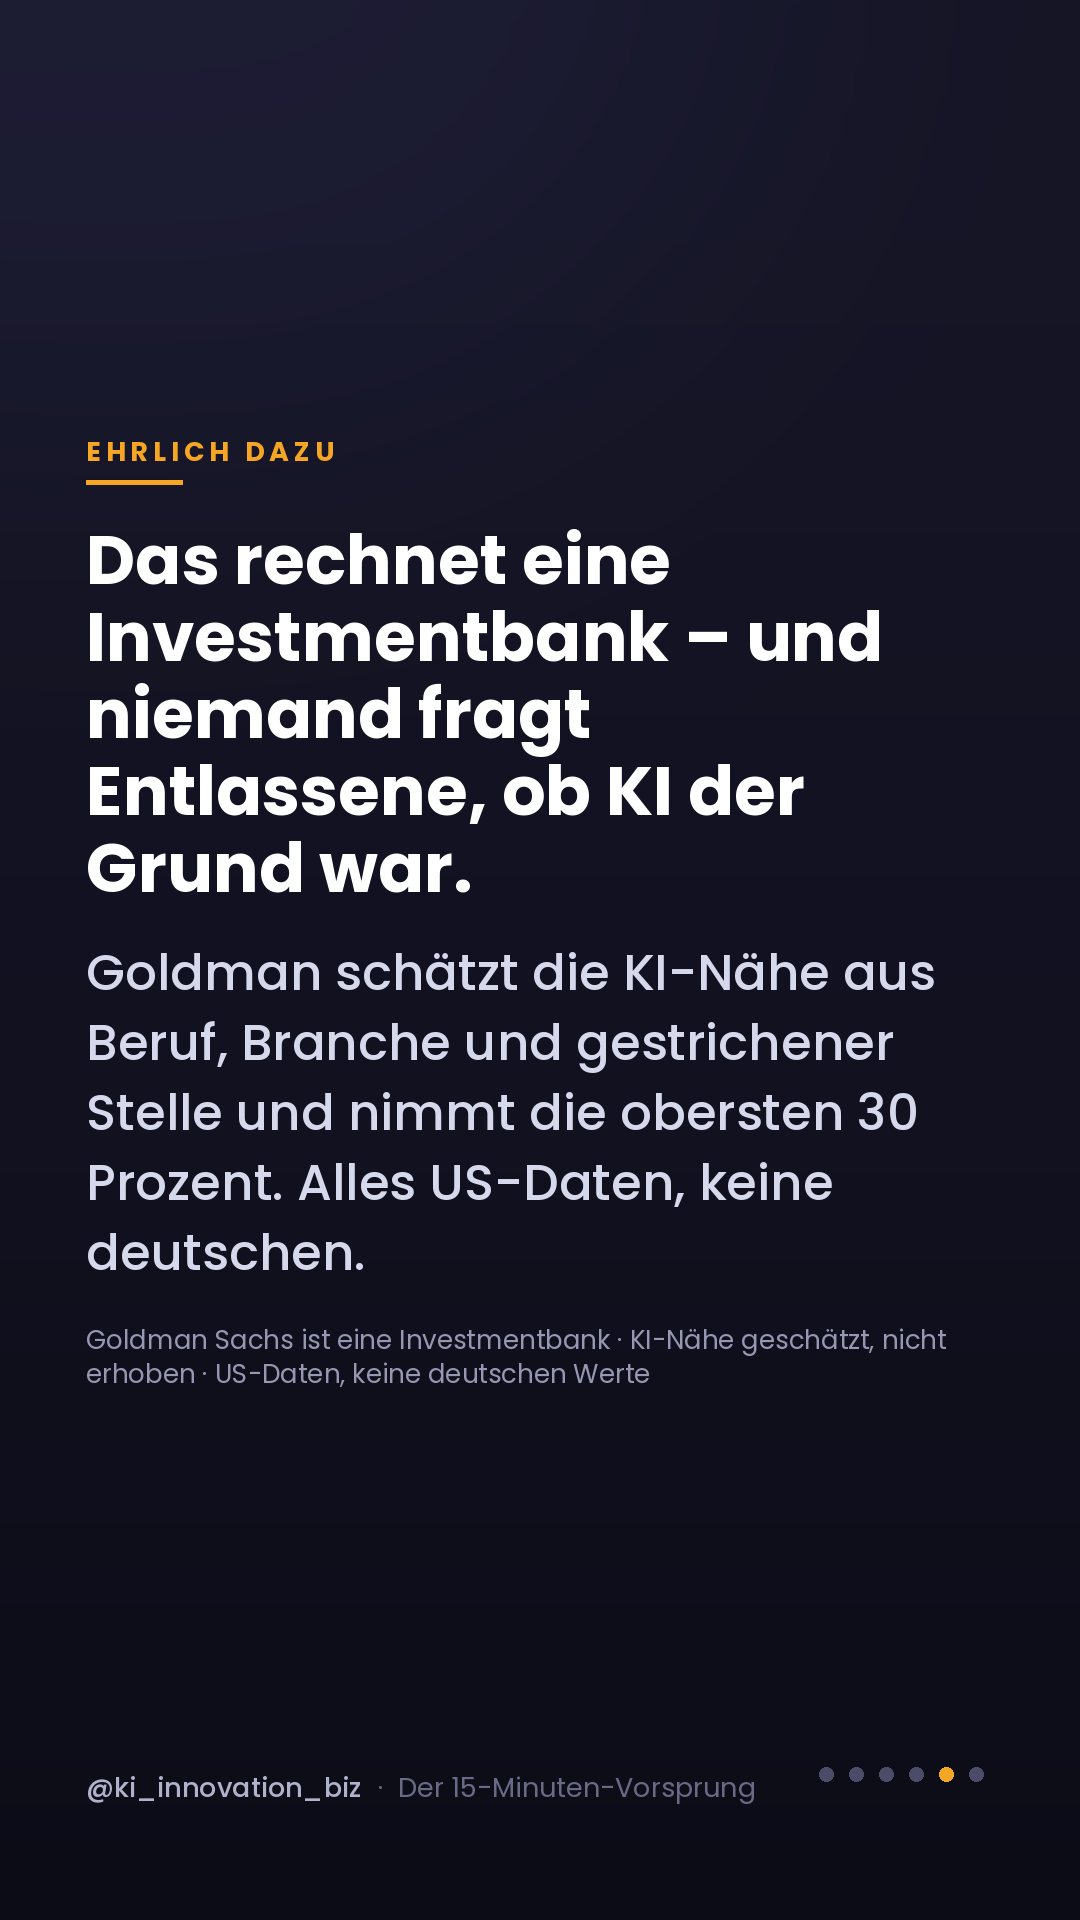 EHRLICH DAZU
Das rechnet eine
Investmentbank – und
niemand fragt
Entlassene, ob KI der
Grund war.
Goldman schätzt die KI-Nähe aus
Beruf, Branche und gestrichener
Stelle und nimmt die obersten 30
Prozent. Alles US-Daten, keine
deutschen.
Goldman Sachs ist eine Investmentbank · KI-Nähe geschätzt, nicht
erhoben · US-Daten, keine deutschen Werte
@ki_innovation_biz · Der 15-Minuten-Vorsprung